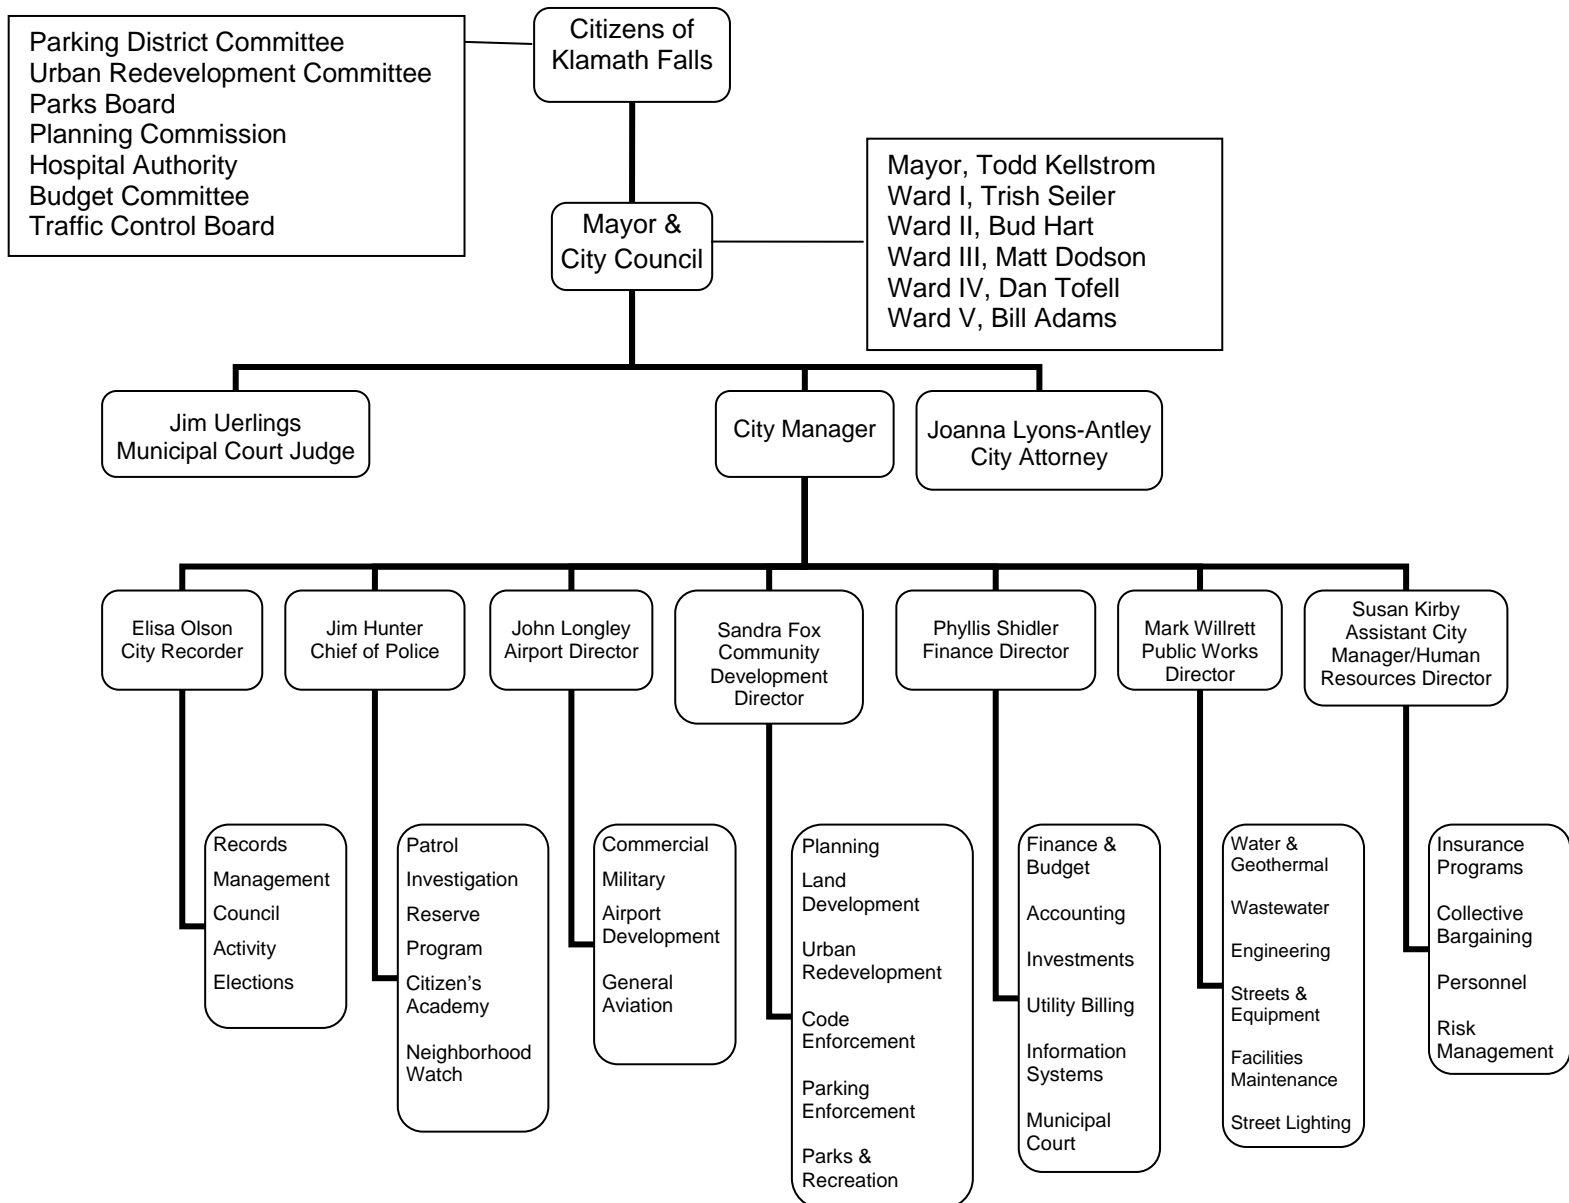 Parking District Committee
Urban Redevelopment Committee
Parks Board
Planning Commission
Hospital Authority
Budget Committee
Traffic Control Board
Citizens of
Klamath Falls
Mayor &
City Council
Mayor, Todd Kellstrom
Ward I, Trish Seiler
Ward II, Bud Hart
Ward III, Matt Dodson
Ward IV, Dan Tofell
Ward V, Bill Adams
Jim Uerlings
Municipal Court Judge
City Manager
Joanna Lyons-Antley
City Attorney
Elisa Olson
City Recorder
Jim Hunter
Chief of Police
John Longley
Airport Director
Sandra Fox
Community
Development
Director
Phyllis Shidler
Finance Director
Mark Willrett
Public Works
Director
Susan Kirby
Assistant City
Manager/Human
Resources Director
Records
Management
Council
Activity
Elections
Patrol
Investigation
Reserve
Program
Citizen’s
Academy
Neighborhood
Watch
Commercial
Military
Airport
Development
General
Aviation
Planning
Land
Development
Urban
Redevelopment
Code
Enforcement
Parking
Enforcement
Parks &
Recreation
Finance &
Budget
Accounting
Investments
Utility Billing
Information
Systems
Municipal
Court
Water &
Geothermal
Wastewater
Engineering
Streets &
Equipment
Facilities
Maintenance
Street Lighting
Insurance
Programs
Collective
Bargaining
Personnel
Risk
Management